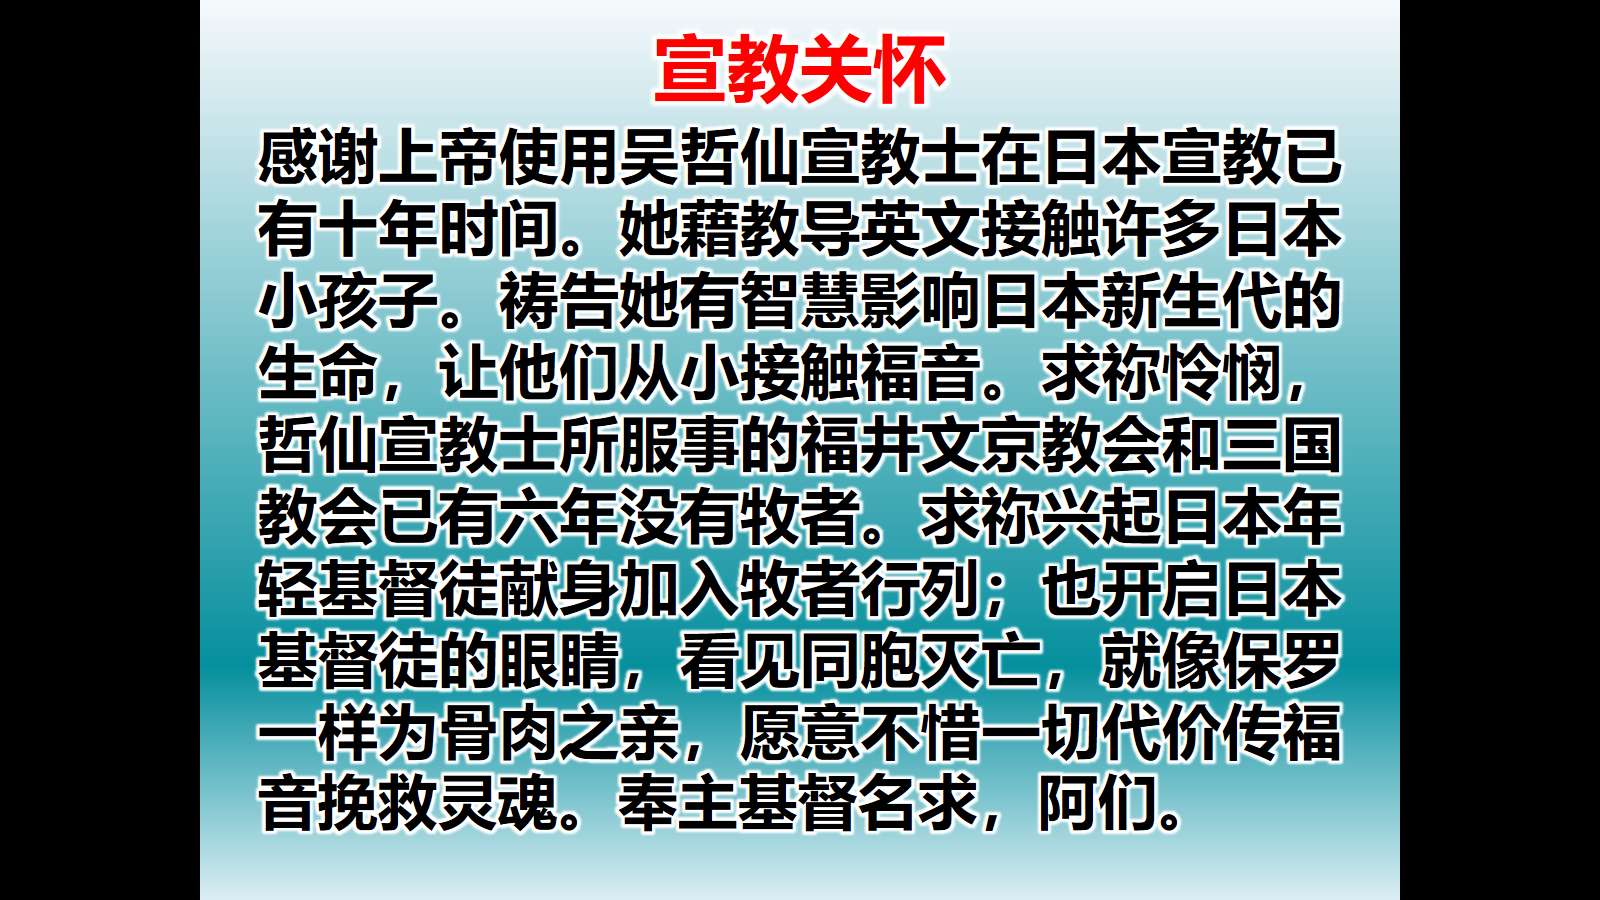 宣教关怀
感谢上帝使用吴哲仙宣教士在日本宣教已
有十年时间。她藉教导英文接触许多日本
小孩子。祷告她有智慧影响日本新生代的
生命，让他们从小接触福音。求祢怜悯，
哲仙宣教士所服事的福井文京教会和三国
教会已有六年没有牧者。求祢兴起日本年
轻基督徒献身加入牧者行列；也开启日本
基督徒的眼睛，看见同胞灭亡，就像保罗
一样为骨肉之亲，愿意不惜一切代价传福
音挽救灵魂。奉主基督名求，阿们。